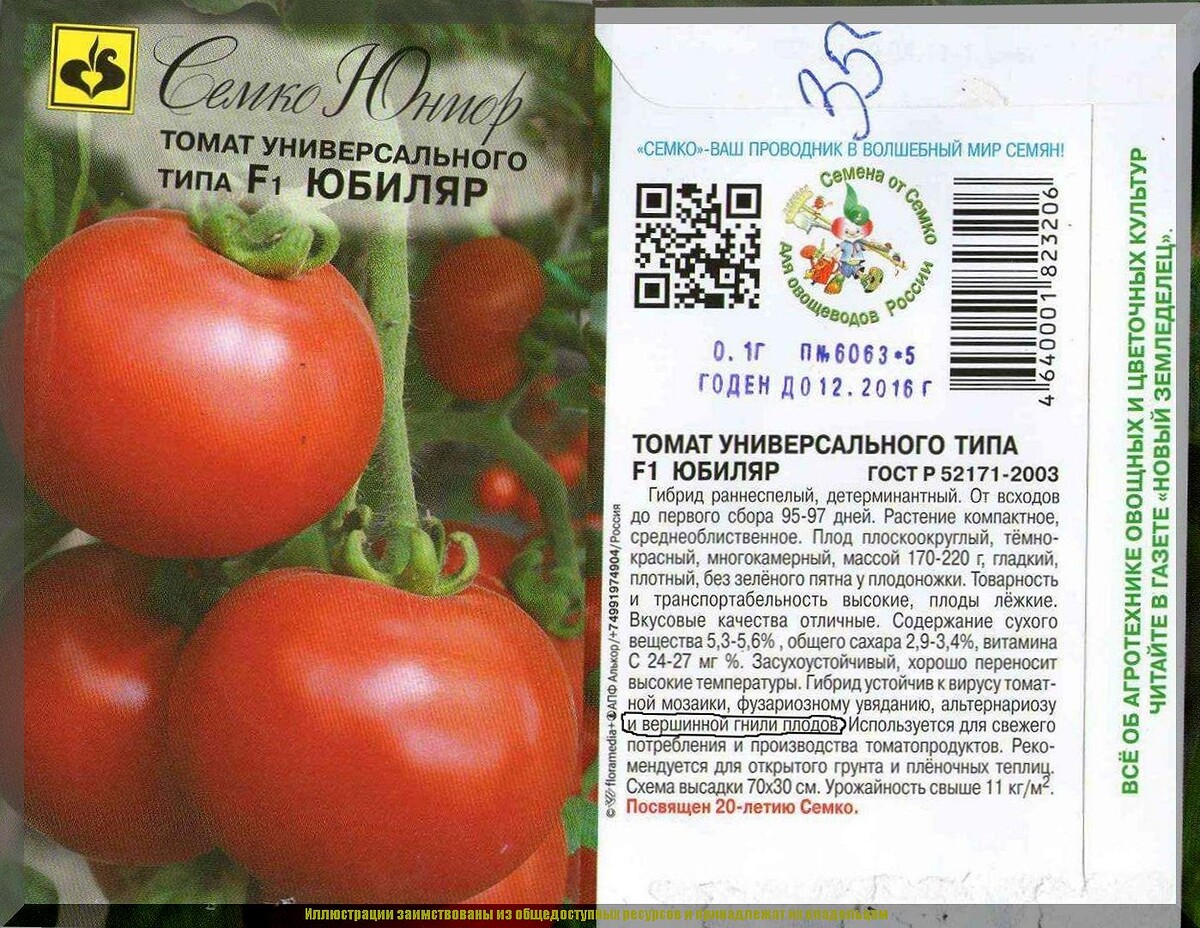 Семко Юниор
ТОМАТ УНИВЕРСАЛЬНОГО
ТИПА F1 ЮБИЛЯР
35
«СЕМКО»-ВАШ ПРОВОДНИК В ВОЛШЕБНЫЙ МИР СЕМЯН!
Семена от Семко
для овощеводов России
4 640001 823206
0.1Г П№6063•5
ГОДЕН ДО 12.2016 Г
ТОМАТ УНИВЕРСАЛЬНОГО ТИПА
F1 ЮБИЛЯР ГОСТ Р 52171-2003
Гибрид раннеспелый, детерминантный. От всходов
до первого сбора 95-97 дней. Растение компактное,
среднеоблиственное. Плод плоскоокруглый, тёмно-
красный, многокамерный, массой 170-220 г, гладкий,
плотный, без зелёного пятна у плодоножки. Товарность
и транспортабельность высокие, плоды лёжкие.
Вкусовые качества отличные. Содержание сухого
вещества 5,3-5,6% , общего сахара 2,9-3,4%, витамина
С 24-27 мг %. Засухоустойчивый, хорошо переносит
высокие температуры. Гибрид устойчив к вирусу томат-
ной мозаики, фузариозному увяданию, альтернариозу
и вершинной гнили плодов. Используется для свежего
потребления и производства томатопродуктов. Реко-
мендуется для открытого грунта и плёночных теплиц.
Схема высадки 70х30 см. Урожайность свыше 11 кг/м².
Посвящен 20-летию Семко.
© floramedia+ АПФ Алькор/+74991974904/Россия
ВСЁ ОБ АГРОТЕХНИКЕ ОВОЩНЫХ И ЦВЕТОЧНЫХ КУЛЬТУР
ЧИТАЙТЕ В ГАЗЕТЕ «НОВЫЙ ЗЕМЛЕДЕЛЕЦ».
Иллюстрации заимствованы из общедоступных ресурсов и принадлежат их владельцам